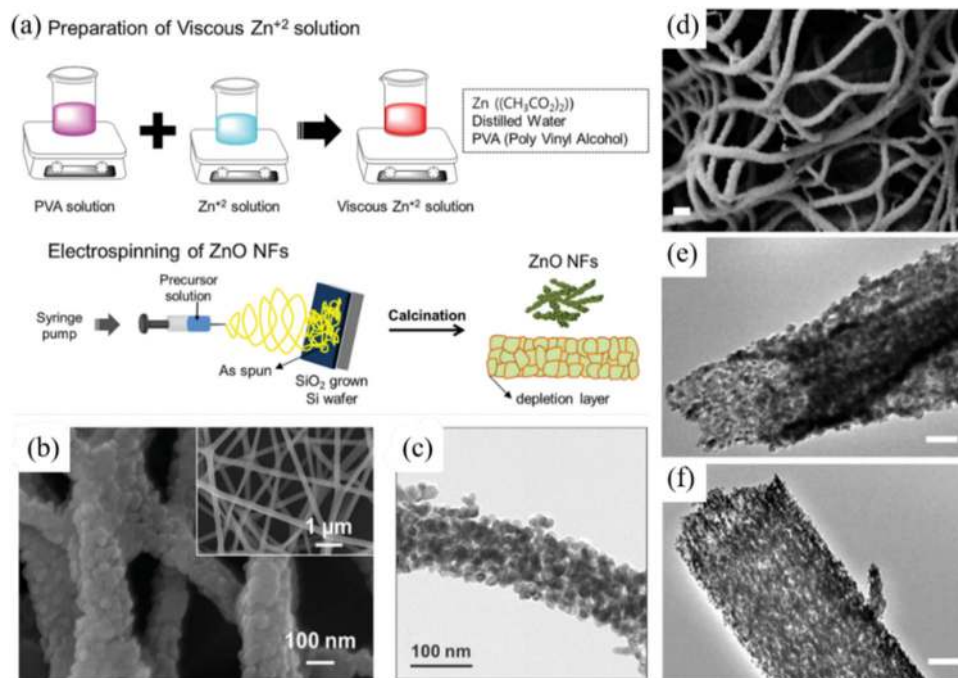 (a) Preparation of Viscous Zn⁺² solution
PVA solution
Zn⁺² solution
Viscous Zn⁺² solution
Zn ((CH₃CO₂)₂))
Distilled Water
PVA (Poly Vinyl Alcohol)
Electrospinning of ZnO NFs
Syringe
pump
Precursor
solution
As spun
SiO₂ grown
Si wafer
Calcination
ZnO NFs
depletion layer
(b)
1 μm
100 nm
(c)
100 nm
(d)
(e)
(f)